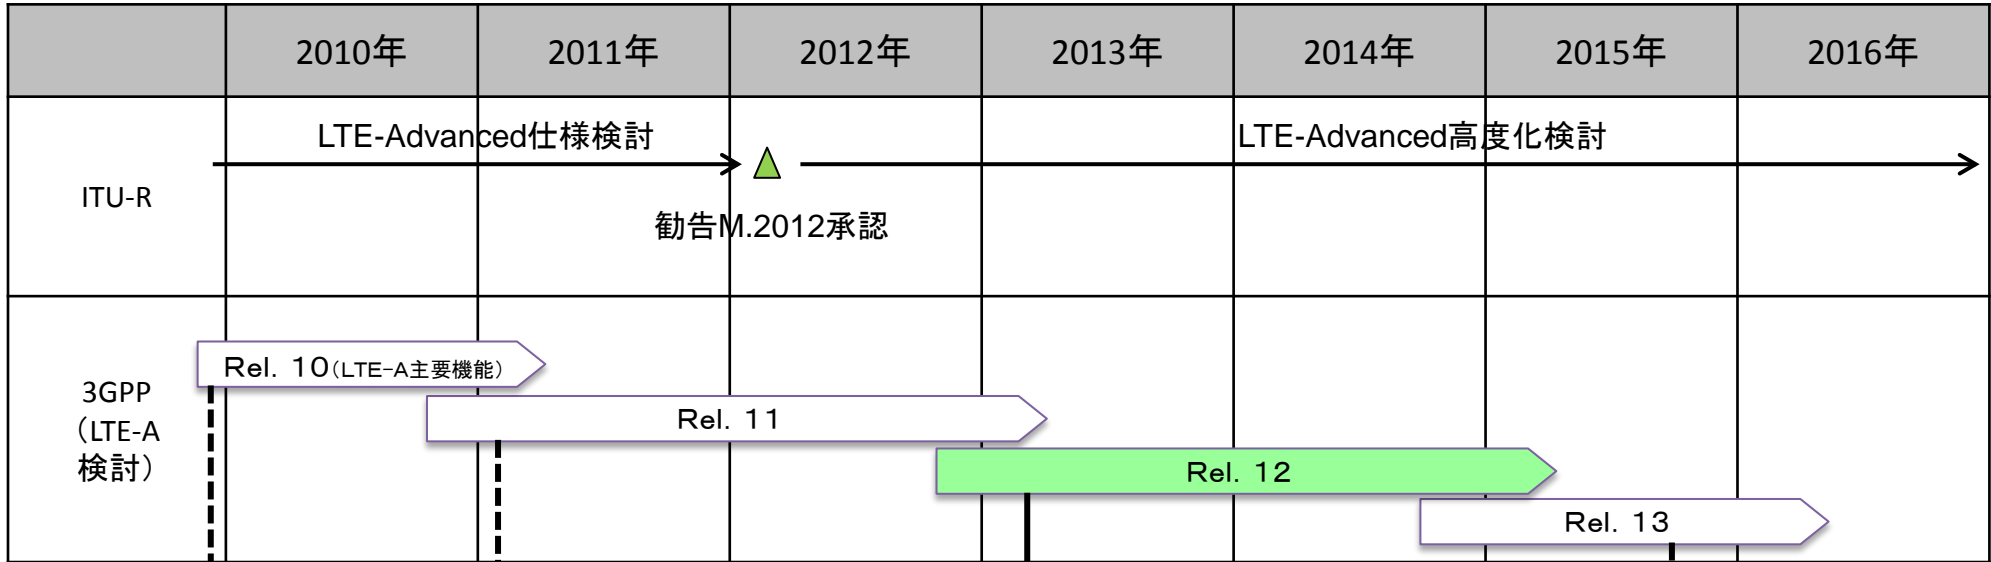 2010年 2011年 2012年 2013年 2014年 2015年 2016年
LTE-Advanced仕様検討
LTE-Advanced高度化検討
ITU-R
勧告M.2012承認
Rel. 10(LTE-A主要機能)
3GPP
(LTE-A
検討)
Rel. 11
Rel. 12
Rel. 13